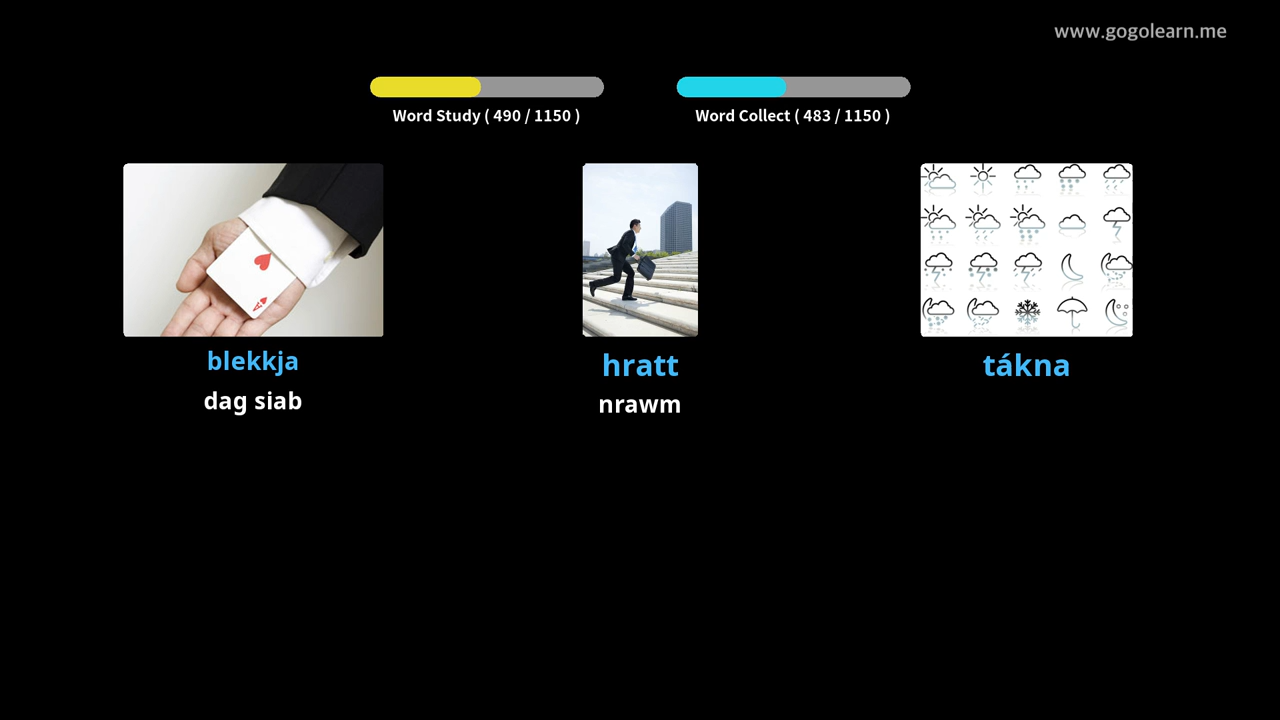 www.gogolearn.me
Word Study ( 490 / 1150 )
Word Collect ( 483 / 1150 )
blekkja
dag siab
hratt
nrawm
tákna